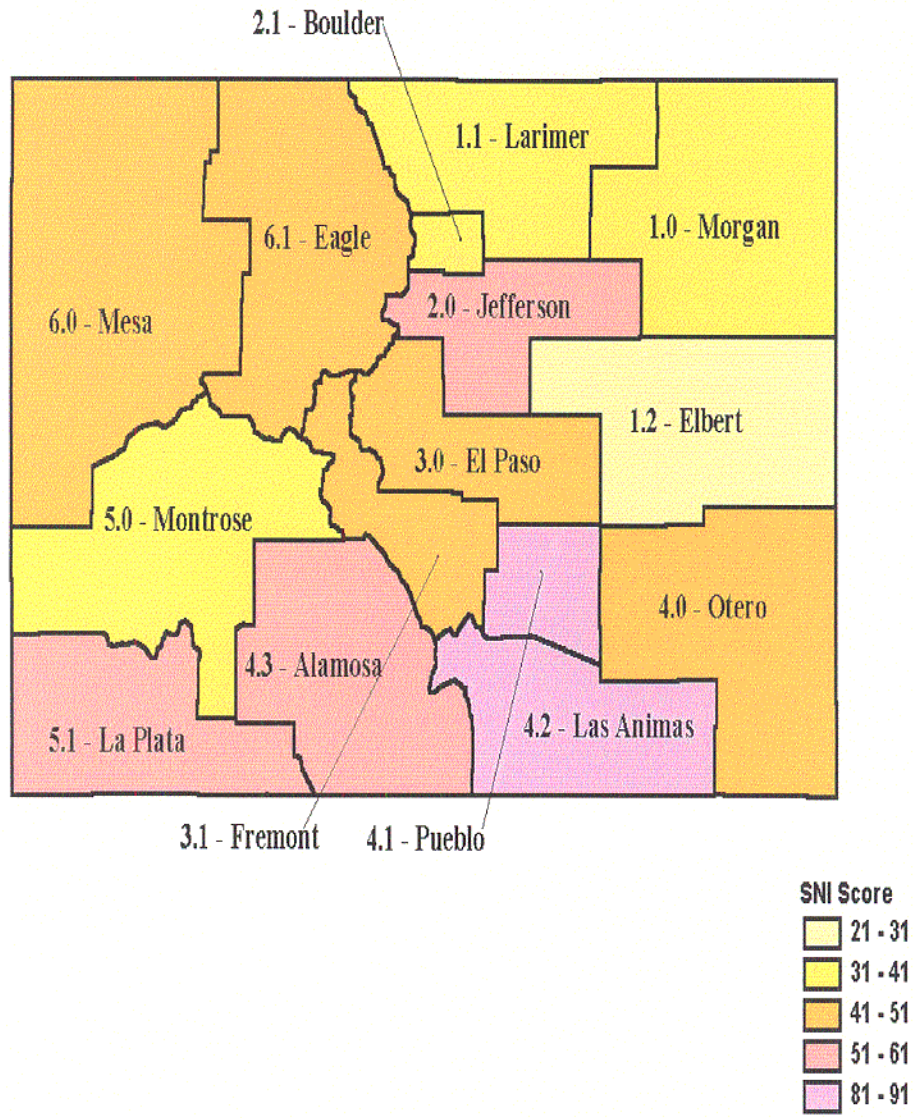 2.1 - Boulder
1.1 - Larimer
1.0 - Morgan
6.1 - Eagle
2.0 - Jefferson
6.0 - Mesa
1.2 - Elbert
3.0 - El Paso
5.0 - Montrose
4.0 - Otero
4.3 - Alamosa
4.2 - Las Animas
5.1 - La Plata
3.1 - Fremont
4.1 - Pueblo
SNI Score
21 - 31
31 - 41
41 - 51
51 - 61
81 - 91